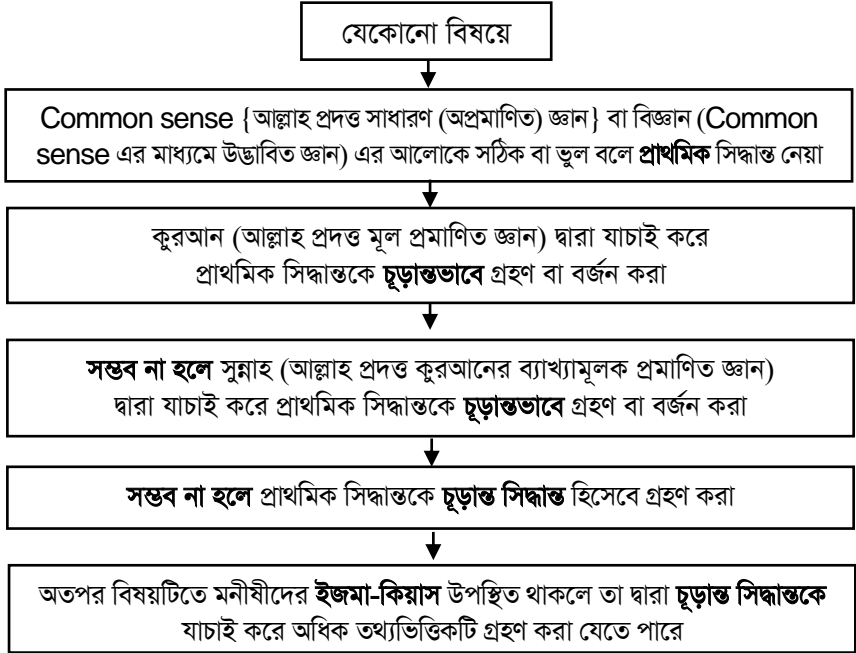 যেকোনো বিষয়ে
Common sense {আল্লাহ প্রদত্ত সাধারণ (অপ্রমাণিত) জ্ঞান} বা বিজ্ঞান (Common
sense এর মাধ্যমে উদ্ভাবিত জ্ঞান) এর আলোকে সঠিক বা ভুল বলে প্রাথমিক সিদ্ধান্ত নেয়া
কুরআন (আল্লাহ প্রদত্ত মূল প্রমাণিত জ্ঞান) দ্বারা যাচাই করে
প্রাথমিক সিদ্ধান্তকে চূড়ান্তভাবে গ্রহণ বা বর্জন করা
সম্ভব না হলে সুন্নাহ (আল্লাহ প্রদত্ত কুরআনের ব্যাখ্যামূলক প্রমাণিত জ্ঞান)
দ্বারা যাচাই করে প্রাথমিক সিদ্ধান্তকে চূড়ান্তভাবে গ্রহণ বা বর্জন করা
সম্ভব না হলে প্রাথমিক সিদ্ধান্তকে চূড়ান্ত সিদ্ধান্ত হিসেবে গ্রহণ করা
অতপর বিষয়টিতে মনীষীদের ইজমা-কিয়াস উপস্থিত থাকলে তা দ্বারা চূড়ান্ত সিদ্ধান্তকে
যাচাই করে অধিক তথ্যভিত্তিকটি গ্রহণ করা যেতে পারে